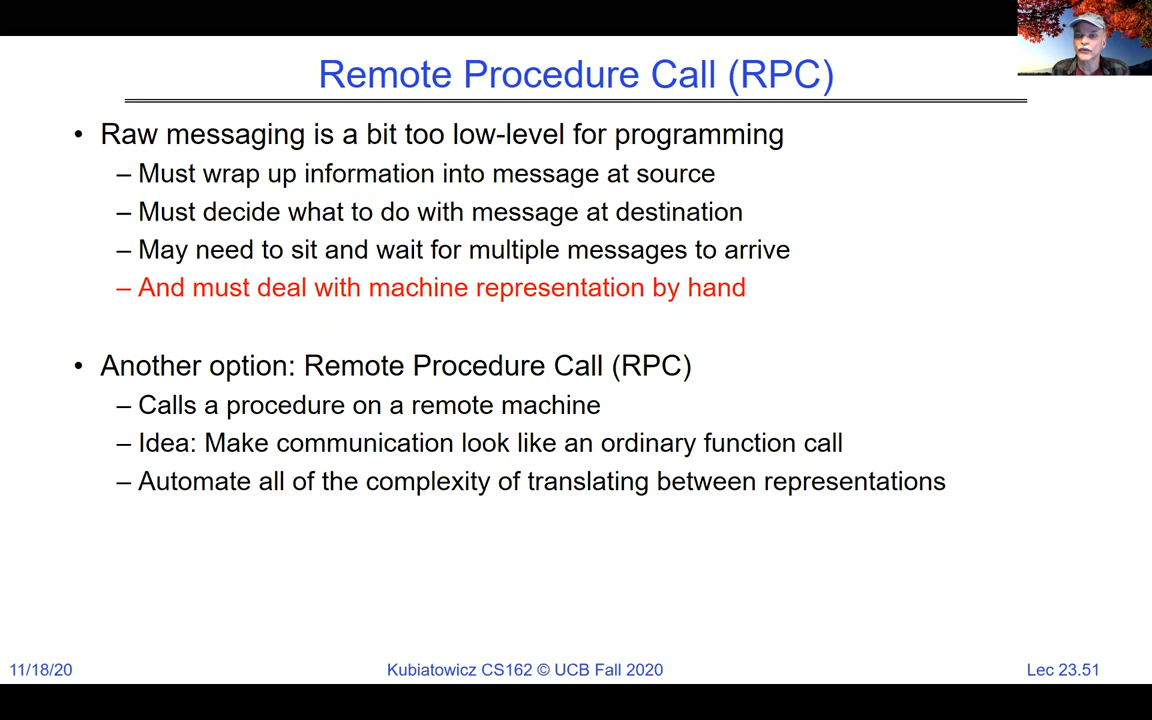 Remote Procedure Call (RPC)
• Raw messaging is a bit too low-level for programming
– Must wrap up information into message at source
– Must decide what to do with message at destination
– May need to sit and wait for multiple messages to arrive
– And must deal with machine representation by hand
• Another option: Remote Procedure Call (RPC)
– Calls a procedure on a remote machine
– Idea: Make communication look like an ordinary function call
– Automate all of the complexity of translating between representations
11/18/20
Kubiatowicz CS162 © UCB Fall 2020
Lec 23.51